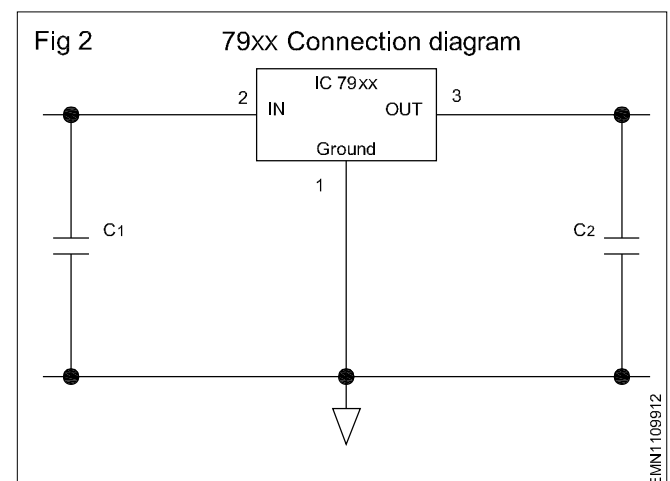 Fig 2
79xx Connection diagram
IC 79xx
2
IN
OUT
3
Ground
1
C1
C2
EMN1109912